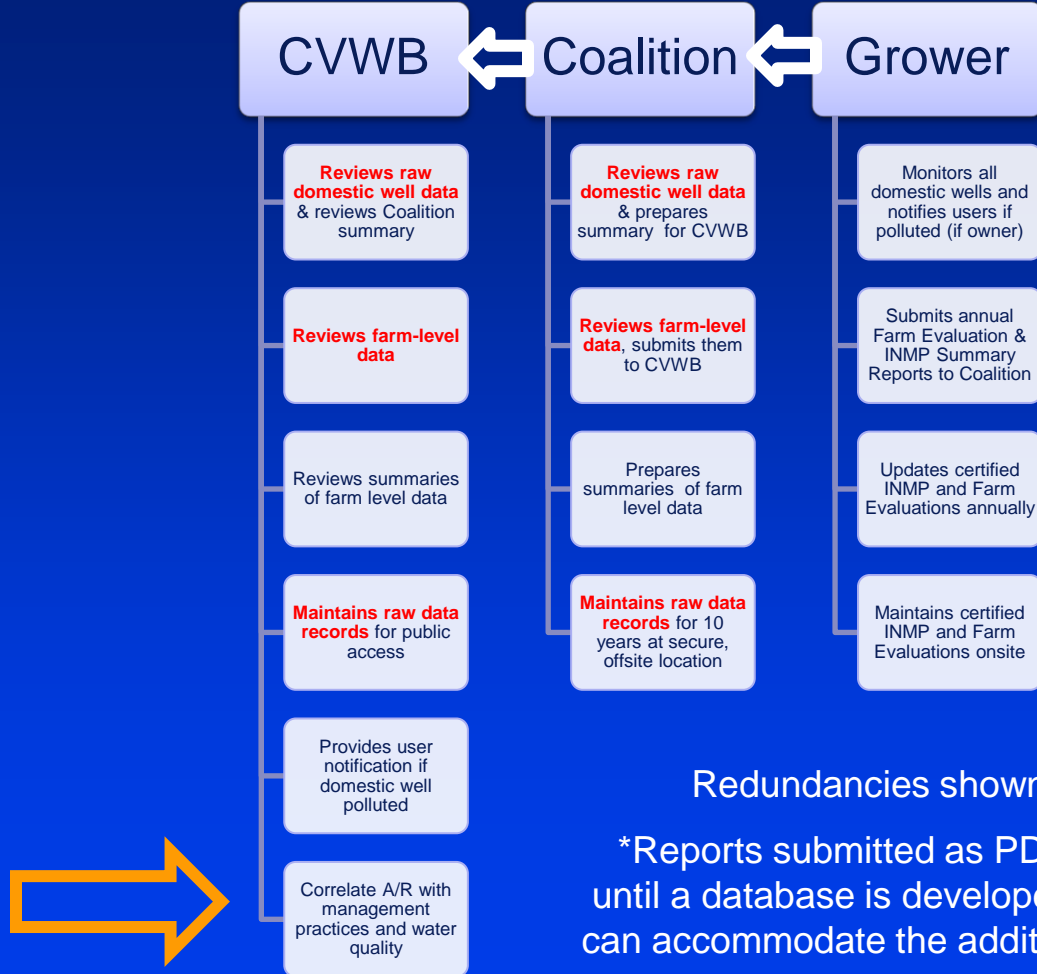 CVWB
Reviews raw
domestic well data
& reviews Coalition
summary
Reviews farm-level
data
Reviews summaries
of farm level data
Maintains raw data
records for public
access
Provides user
notification if
domestic well
polluted
Correlate A/R with
management
practices and water
quality
Coalition
Reviews raw
domestic well data
& prepares
summary for CVWB
Reviews farm-level
data, submits them
to CVWB
Prepares
summaries of farm
level data
Maintains raw data
records for 10
years at secure,
offsite location
Grower
Monitors all
domestic wells and
notifies users if
polluted (if owner)
Submits annual
Farm Evaluation &
INMP Summary
Reports to Coalition
Updates certified
INMP and Farm
Evaluations annually
Maintains certified
INMP and Farm
Evaluations onsite
Redundancies shown
*Reports submitted as
until a database is
can accommodate the